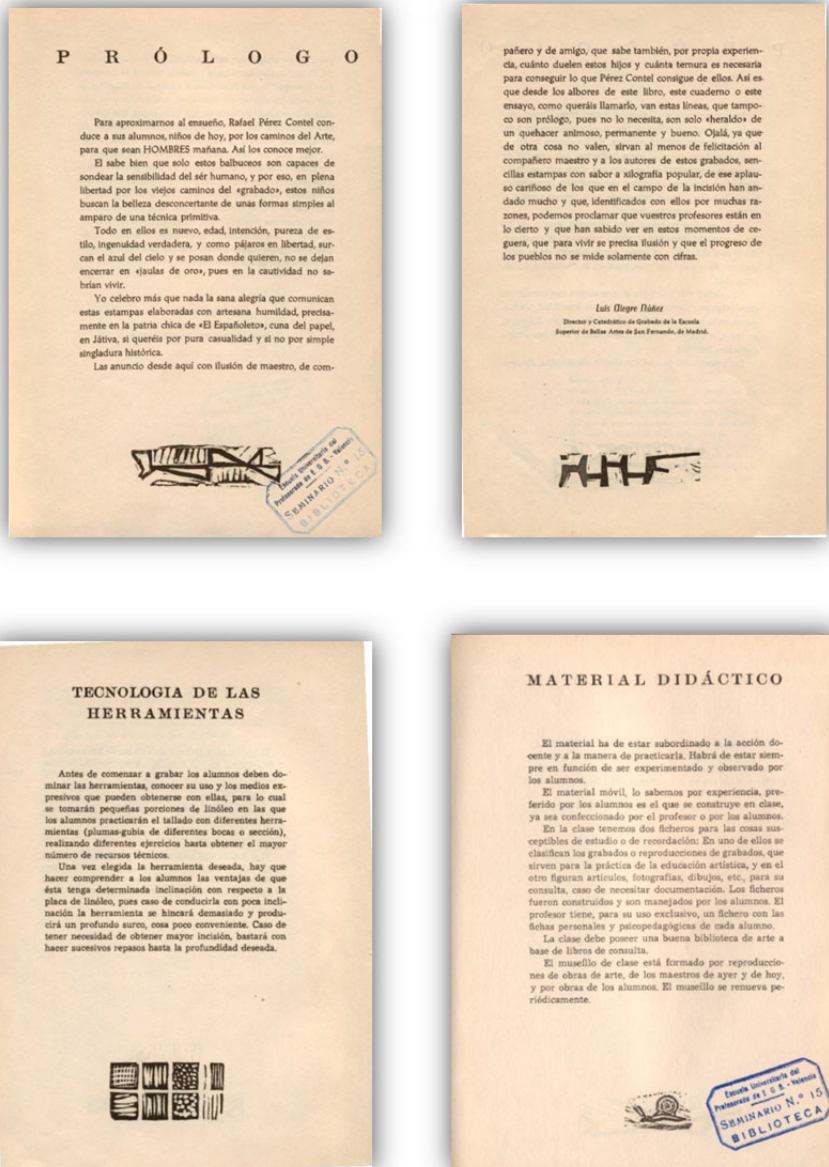 PRÓLOGO
Para aproximarnos al ensueño, Rafael Pérez Contel con-
duce a sus alumnos, niños de hoy, por los caminos del Arte,
para que sean HOMBRES mañana. Así los conoce mejor.
El sabe bien que solo estos balbuceos son capaces de
sondear la sensibilidad del sér humano, y por eso, en plena
libertad por los viejos caminos del «grabado», estos niños
buscan la belleza desconcertante de unas formas simples al
amparo de una técnica primitiva.
Todo en ellos es nuevo, edad, intención, pureza de es-
tilo, ingenuidad verdadera, y como pájaros en libertad, sur-
can el azul del cielo y se posan donde quieren, no se dejan
encerrar en «jaulas de oro», pues en la cautividad no sa-
brían vivir.
Yo celebro más que nada la sana alegría que comunican
estas estampas elaboradas con artesana humildad, precisa-
mente en la patria chica de «El Españoleto», cuna del papel,
en Játiva, si queréis por pura casualidad y si no por simple
singladura histórica.
Las anuncio desde aquí con ilusión de maestro, de com-
Escuela Universitaria del
Profesorado de E. G. B. - Valencia
SEMINARIO N.º 15
BIBLIOTECA
pañero y de amigo, que sabe también, por propia experien-
cia, cuánto duelen estos hijos y cuánta ternura es necesaria
para conseguir lo que Pérez Contel consigue de ellos. Así es
que desde los albores de este libro, este cuaderno o este
ensayo, como queráis llamarlo, van estas líneas, que tampo-
co son prólogo, pues no lo necesita, son solo «heraldo» de
un quehacer animoso, permanente y bueno. Ojalá, ya que
de otra cosa no valen, sirvan al menos de felicitación al
compañero maestro y a los autores de estos grabados, sen-
cillas estampas con sabor a xilografía popular, de ese aplau-
so cariñoso de los que en el campo de la incisión han an-
dado mucho y que, identificados con ellos por muchas ra-
zones, podemos proclamar que vuestros profesores están en
lo cierto y que han sabido ver en estos momentos de ce-
guera, que para vivir se precisa ilusión y que el progreso de
los pueblos no se mide solamente con cifras.
Luis Alegre Núñez
Director y Catedrático de Grabado de la Escuela
Superior de Bellas Artes de San Fernando, de Madrid.
TECNOLOGIA DE LAS
HERRAMIENTAS
Antes de comenzar a grabar los alumnos deben do-
minar las herramientas, conocer su uso y los medios ex-
presivos que pueden obtenerse con ellas, para lo cual
se tomarán pequeñas porciones de linóleo en las que
los alumnos practicarán el tallado con diferentes herra-
mientas (plumas-gubia de diferentes bocas o sección),
realizando diferentes ejercicios hasta obtener el mayor
número de recursos técnicos.
Una vez elegida la herramienta deseada, hay que
hacer comprender a los alumnos las ventajas de que
ésta tenga determinada inclinación con respecto a la
placa de linóleo, pues caso de conducirla con poca incli-
nación la herramienta se hincará demasiado y produ-
cirá un profundo surco, cosa poco conveniente. Caso de
tener necesidad de obtener mayor incisión, bastará con
hacer sucesivos repasos hasta la profundidad deseada.
MATERIAL DIDÁCTICO
El material ha de estar subordinado a la acción do-
cente y a la manera de practicarla. Habrá de estar siem-
pre en función de ser experimentado y observado por
los alumnos.
El material móvil, lo sabemos por experiencia, pre-
ferido por los alumnos es el que se construye en clase,
ya sea confeccionado por el profesor o por los alumnos.
En la clase tenemos dos ficheros para las cosas sus-
ceptibles de estudio o de recordación: En uno de ellos se
clasifican los grabados o reproducciones de grabados, que
sirven para la práctica de la educación artística, y en el
otro figuran artículos, fotografías, dibujos, etc., para su
consulta, caso de necesitar documentación. Los ficheros
fueron construidos y son manejados por los alumnos. El
profesor tiene, para su uso exclusivo, un fichero con las
fichas personales y psicopedagógicas de cada alumno.
La clase debe poseer una buena biblioteca de arte a
base de libros de consulta.
El museíllo de clase está formado por reproduccio-
nes de obras de arte, de los maestros de ayer y de hoy,
y por obras de los alumnos. El museíllo se renueva pe-
riódicamente.
Escuela Universitaria del
Profesorado de E. G. B. - Valencia
SEMINARIO N.º 15
BIBLIOTECA